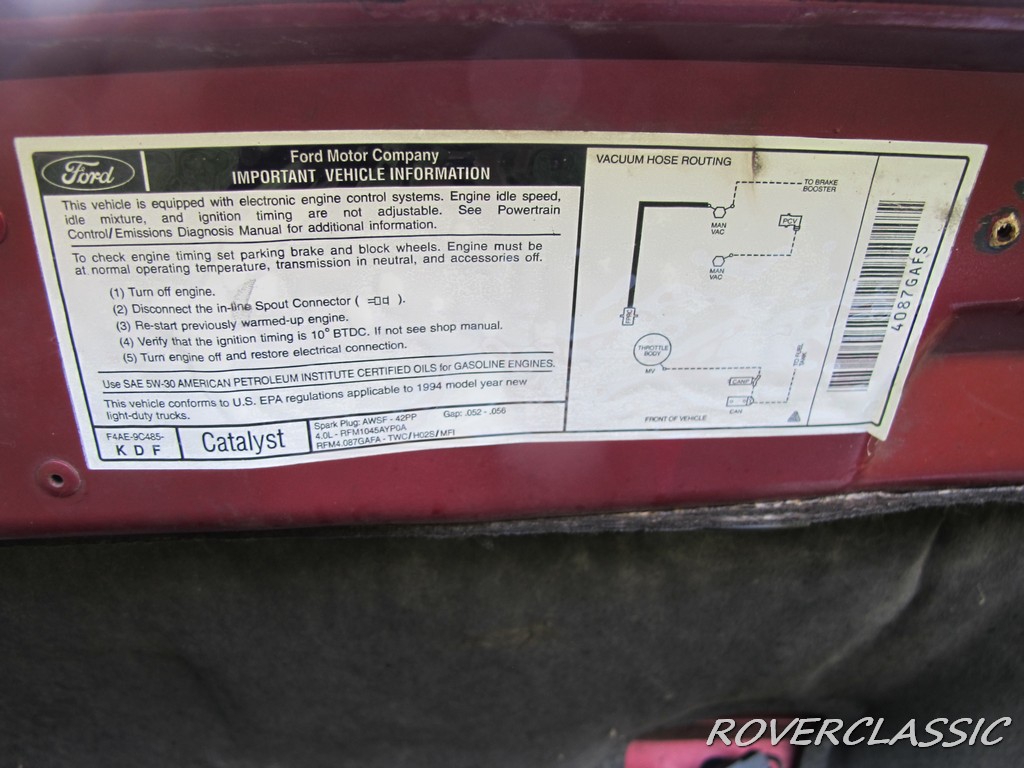 Ford
Ford Motor Company
IMPORTANT VEHICLE INFORMATION
This vehicle is equipped with electronic engine control systems. Engine idle speed,
idle mixture, and ignition timing are not adjustable. See Powertrain
Control/Emissions Diagnosis Manual for additional information.
To check engine timing set parking brake and block wheels. Engine must be
at normal operating temperature, transmission in neutral, and accessories off.
(1) Turn off engine.
(2) Disconnect the in-line Spout Connector ( ).
(3) Re-start previously warmed-up engine.
(4) Verify that the ignition timing is 10° BTDC. If not see shop manual.
(5) Turn engine off and restore electrical connection.
Use SAE 5W-30 AMERICAN PETROLEUM INSTITUTE CERTIFIED OILS for GASOLINE ENGINES.
This vehicle conforms to U.S. EPA regulations applicable to 1994 model year new
light-duty trucks.
F4AE-9C485-
K D F
Catalyst
Spark Plug: AWSF - 42PP Gap: .052 - .056
4.0L - RFM1045AYP0A
RFM4.087GAFA - TWC/HO2S/MFI
VACUUM HOSE ROUTING
TO BRAKE
BOOSTER
MAN
VAC
PCV
MAN
VAC
FPRC
THROTTLE
BODY
MV
TO FUEL
TANK
CANP
CAN
FRONT OF VEHICLE
4087GAFS
ROVERCLASSIC